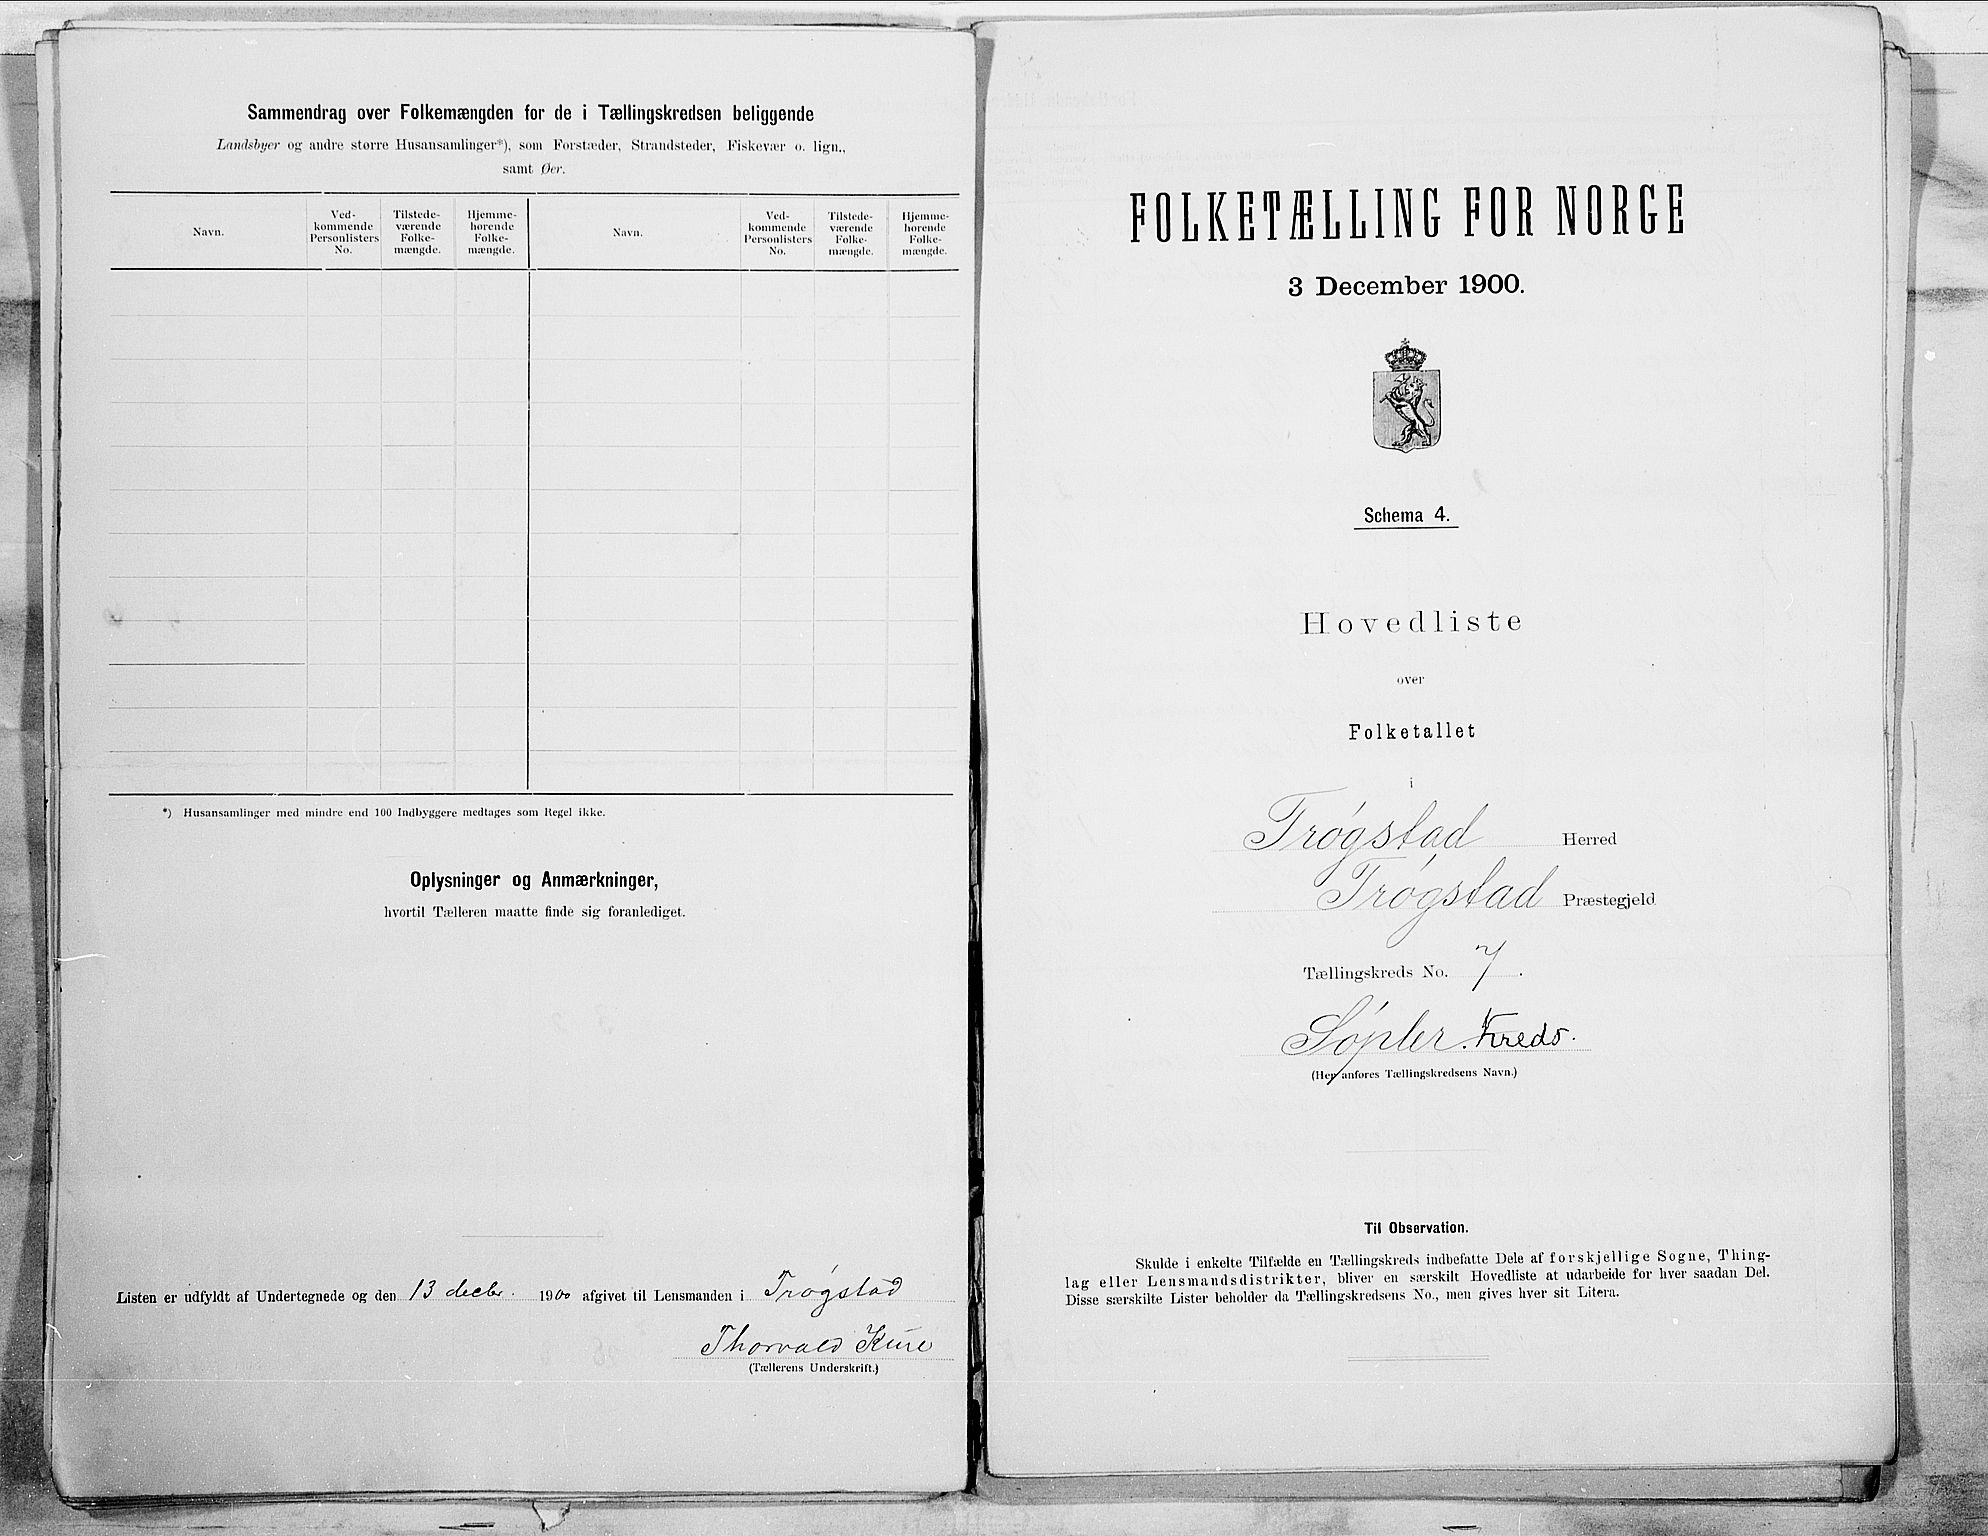 Sammendrag over Folkemængden for de i Tællingskredsen beliggende
Landsbyer og andre større Husansamlinger*), som Forstæder, Strandsteder, Fiskevær o. lign.,
samt Øer.
Navn.
Ved-
kommende
Personlisters
No.
Tilstede-
værende
Folke-
mængde.
Hjemme-
hørende
Folke-
mængde.
Navn.
Ved-
kommende
Personlisters
No.
Tilstede-
værende
Folke-
mængde.
Hjemme-
hørende
Folke-
mængde.
*) Husansamlinger med mindre end 100 Indbyggere medtages som Regel ikke.
Oplysninger og Anmærkninger,
hvortil Tælleren maatte finde sig foranlediget.
Listen er udfyldt af Undertegnede og den 13 decbr. 1900 afgivet til Lensmanden i Trøgstad
Thorvald Kure
(Tællerens Underskrift.)
FOLKETÆLLING FOR NORGE
3 December 1900.
Schema 4.
Hovedliste
over
Folketallet
i
Trøgstad Herred
Trøgstad Præstegjeld
Tællingskreds No. 7.
Søpler. Kreds.
(Her anføres Tællingskredsens Navn.)
Til Observation.
Skulde i enkelte Tilfælde en Tællingskreds indbefatte Dele af forskjellige Sogne, Thing-
lag eller Lensmandsdistrikter, bliver en særskilt Hovedliste at udarbeide for hver saadan Del.
Disse særskilte Lister beholder da Tællingskredsens No., men gives hver sit Litera.